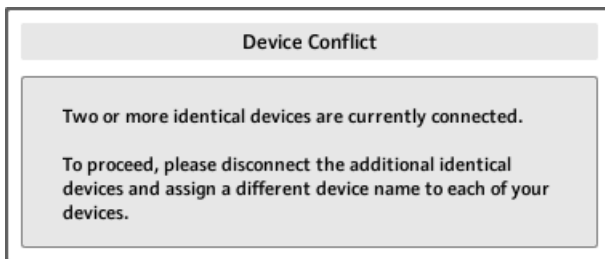 Device Conflict
Two or more identical devices are currently connected.
To proceed, please disconnect the additional identical
devices and assign a different device name to each of your
devices.